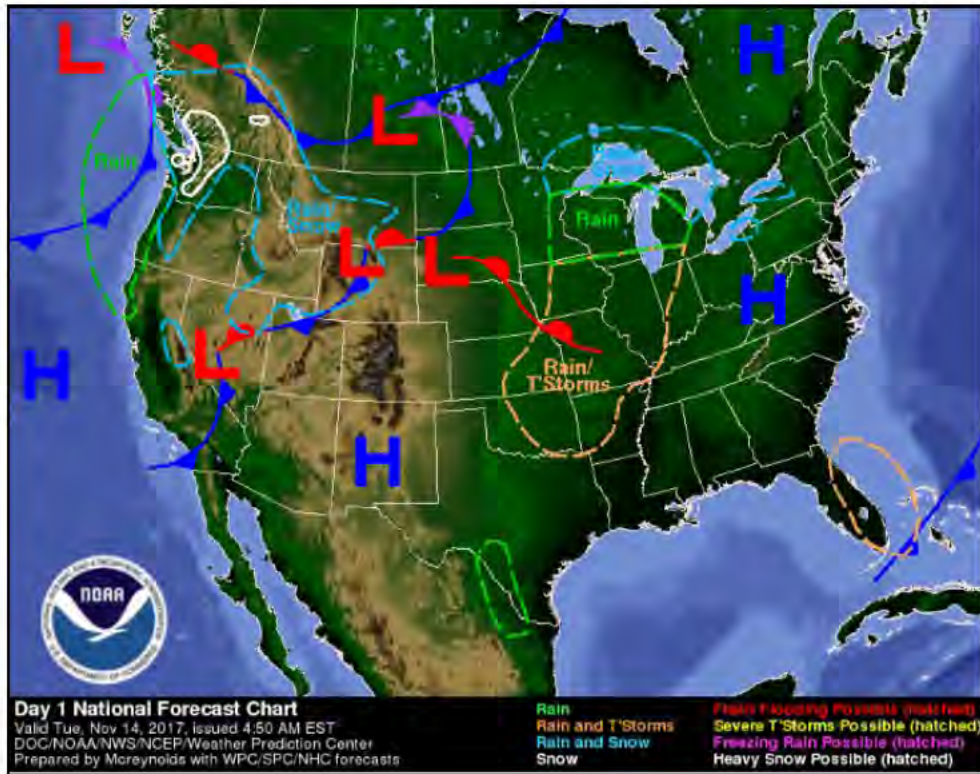 L
H
L
Rain
Rain
Rain/
Snow
L
L
H
L
H
Rain/
T'Storms
H
NOAA
Day 1 National Forecast Chart
Valid Tue, Nov 14, 2017, issued 4:50 AM EST
DOC/NOAA/NWS/NCEP/Weather Prediction Center
Prepared by Mcreynolds with WPC/SPC/NHC forecasts
Rain
Rain and T'Storms
Rain and Snow
Snow
Flash Flooding Possible (hatched)
Severe T'Storms Possible (hatched)
Freezing Rain Possible (hatched)
Heavy Snow Possible (hatched)